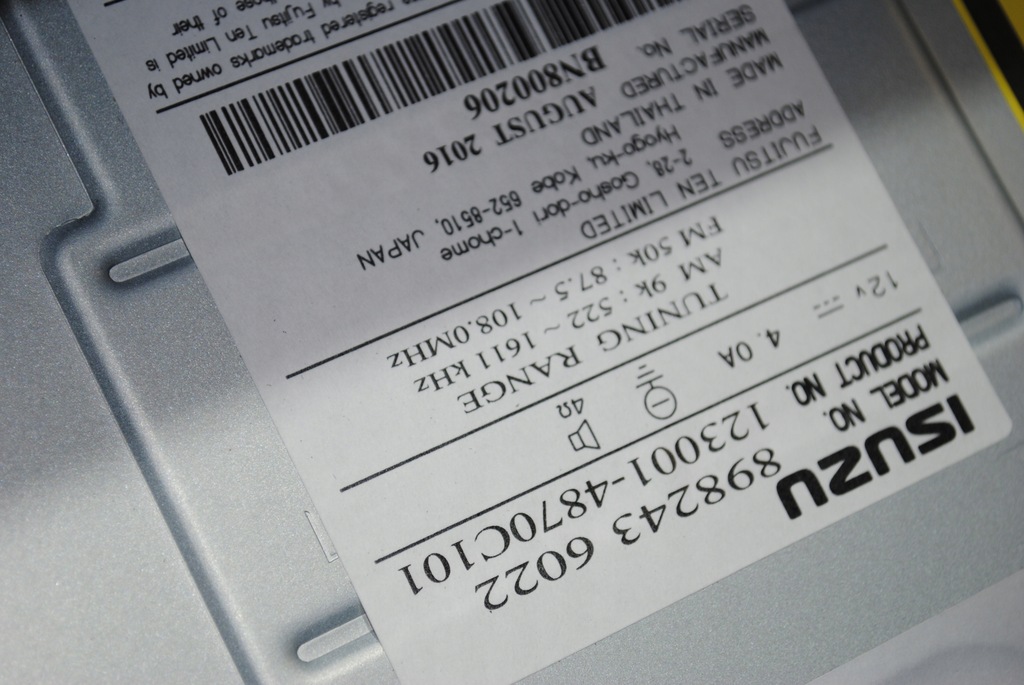 ISUZU
MODEL NO. 898243 6022
PRODUCT NO. 123001-4870C101
12V 4.0A 4Ω
TUNING RANGE
AM 9k : 522 ~ 1611 kHz
FM 50k : 87.5 ~ 108.0MHz
FUJITSU TEN LIMITED
ADDRESS 2-28, Gosho-dori 1-chome
Hyogo-ku, Kobe 652-8510, JAPAN
MADE IN THAILAND
MANUFACTURED AUGUST 2016
SERIAL No. BN800206
registered trademarks owned by
by Fujitsu Ten Limited is
of their